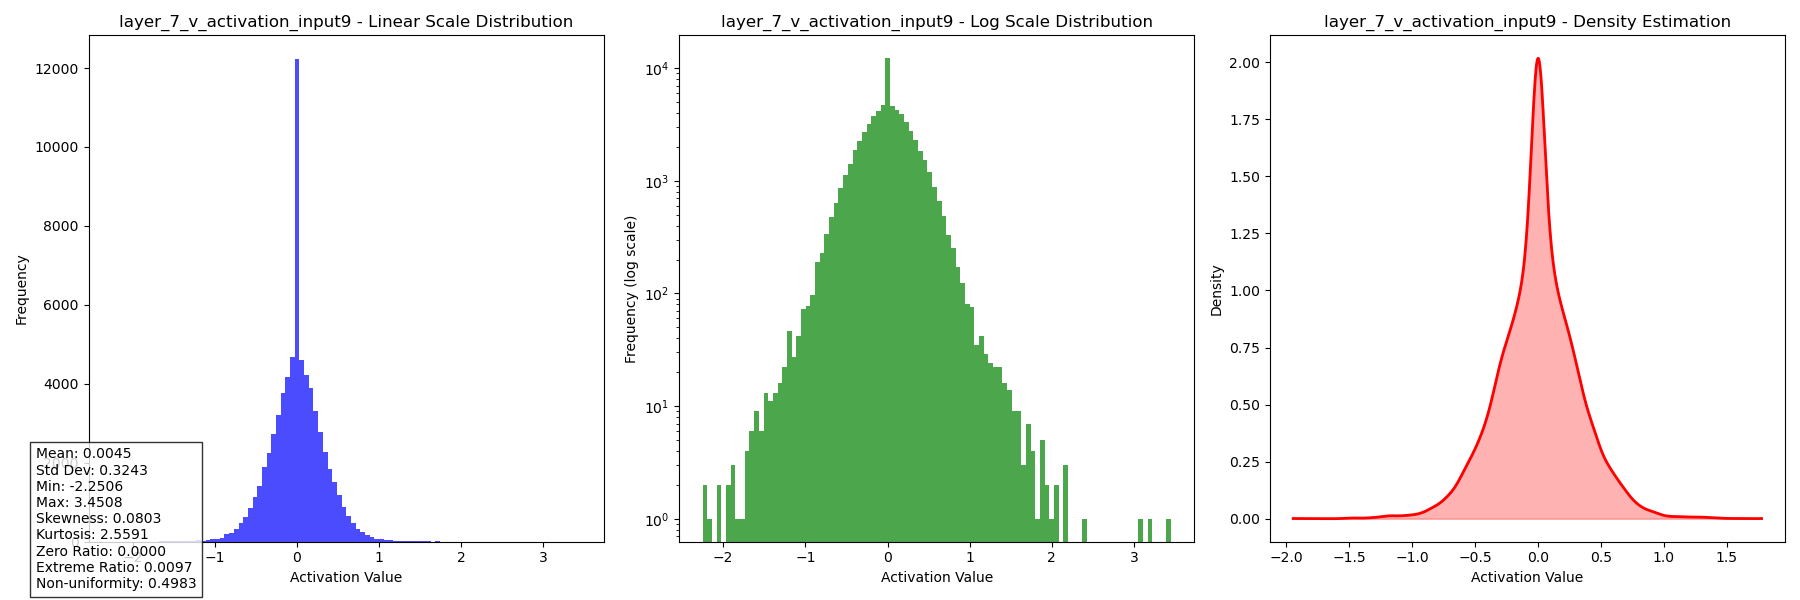 layer_7_v_activation_input9 - Linear Scale Distribution
12000
10000
8000
6000
4000
Frequency
−1
0
1
2
3
Activation Value
Mean: 0.0045
Std Dev: 0.3243
Min: -2.2506
Max: 3.4508
Skewness: 0.0803
Kurtosis: 2.5591
Zero Ratio: 0.0000
Extreme Ratio: 0.0097
Non-uniformity: 0.4983
layer_7_v_activation_input9 - Log Scale Distribution
10⁴
10³
10²
10¹
10⁰
Frequency (log scale)
−2
−1
0
1
2
3
Activation Value
layer_7_v_activation_input9 - Density Estimation
2.00
1.75
1.50
1.25
1.00
0.75
0.50
0.25
0.00
Density
−2.0
−1.5
−1.0
−0.5
0.0
0.5
1.0
1.5
Activation Value